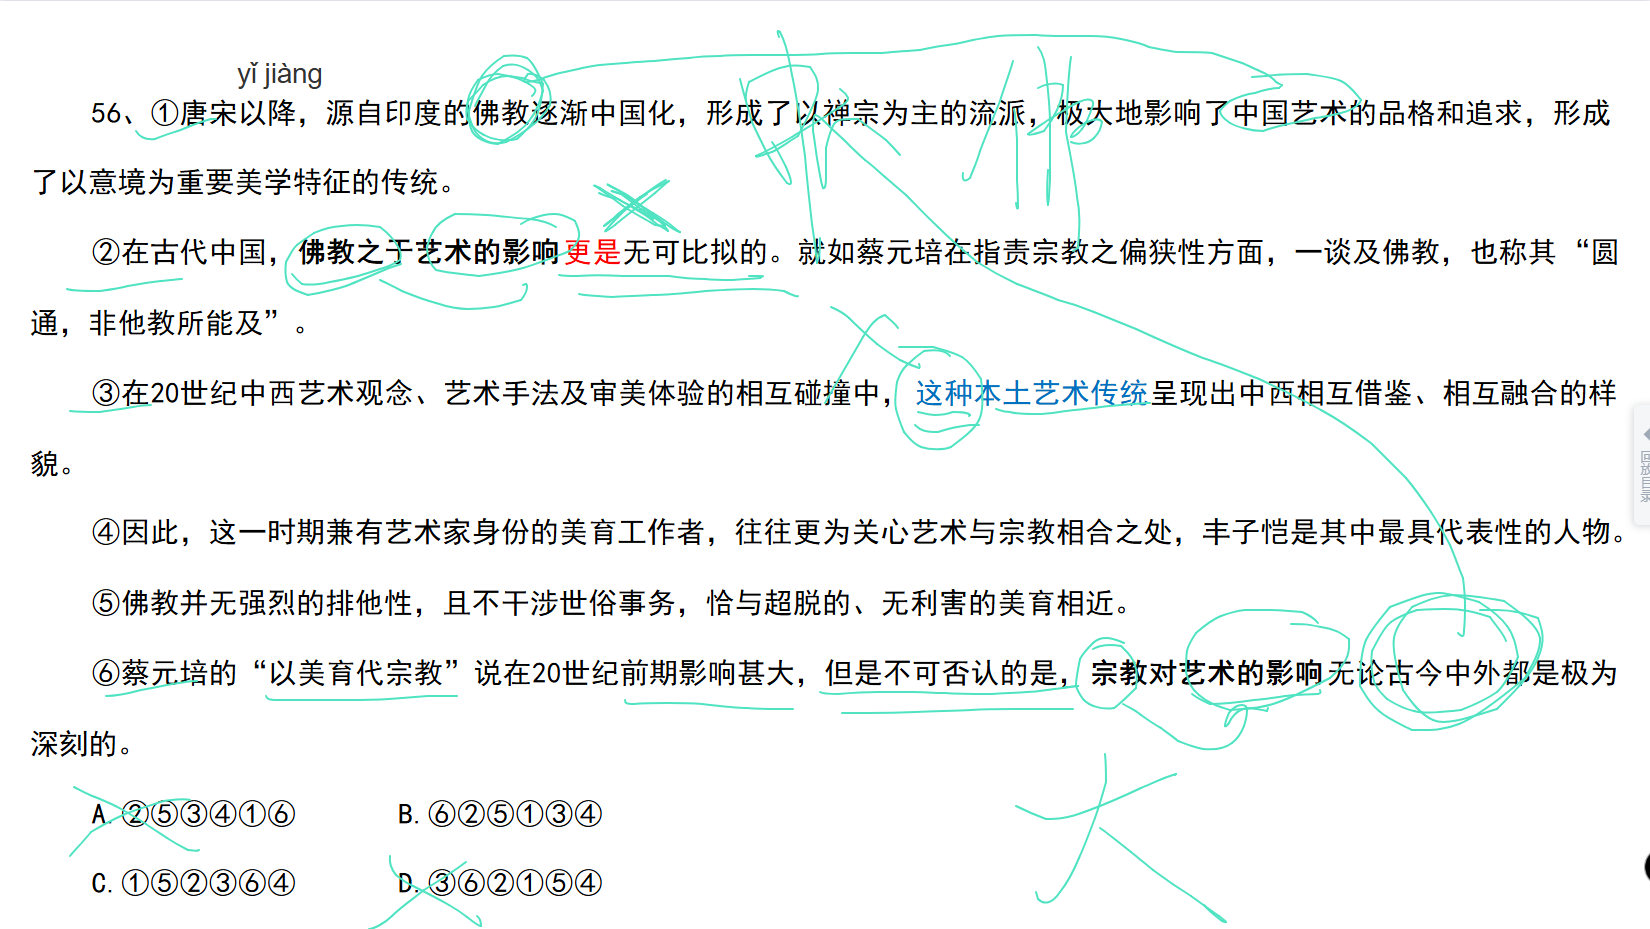 yǐ jiàng
56、①唐宋以降，源自印度的佛教逐渐中国化，形成了以禅宗为主的流派，极大地影响了中国艺术的品格和追求，形成
了以意境为重要美学特征的传统。
②在古代中国，佛教之于艺术的影响更是无可比拟的。就如蔡元培在指责宗教之偏狭性方面，一谈及佛教，也称其“圆
通，非他教所能及”。
③在20世纪中西艺术观念、艺术手法及审美体验的相互碰撞中，这种本土艺术传统呈现出中西相互借鉴、相互融合的样
貌。
④因此，这一时期兼有艺术家身份的美育工作者，往往更为关心艺术与宗教相合之处，丰子恺是其中最具代表性的人物。
⑤佛教并无强烈的排他性，且不干涉世俗事务，恰与超脱的、无利害的美育相近。
⑥蔡元培的“以美育代宗教”说在20世纪前期影响甚大，但是不可否认的是，宗教对艺术的影响无论古今中外都是极为
深刻的。
A. ②⑤③④①⑥ B. ⑥②⑤①③④
C. ①⑤②③⑥④ D. ③⑥②①⑤④
大
回放目录